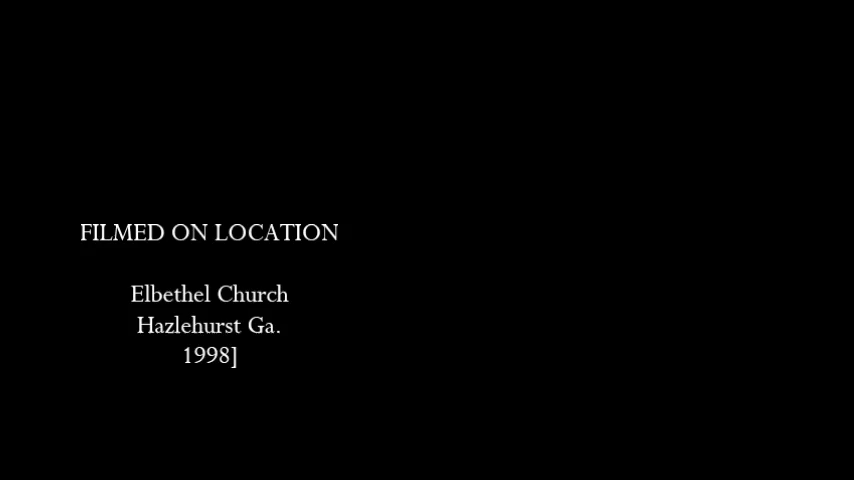 FILMED ON LOCATION
Elbethel Church
Hazlehurst Ga.
1998]